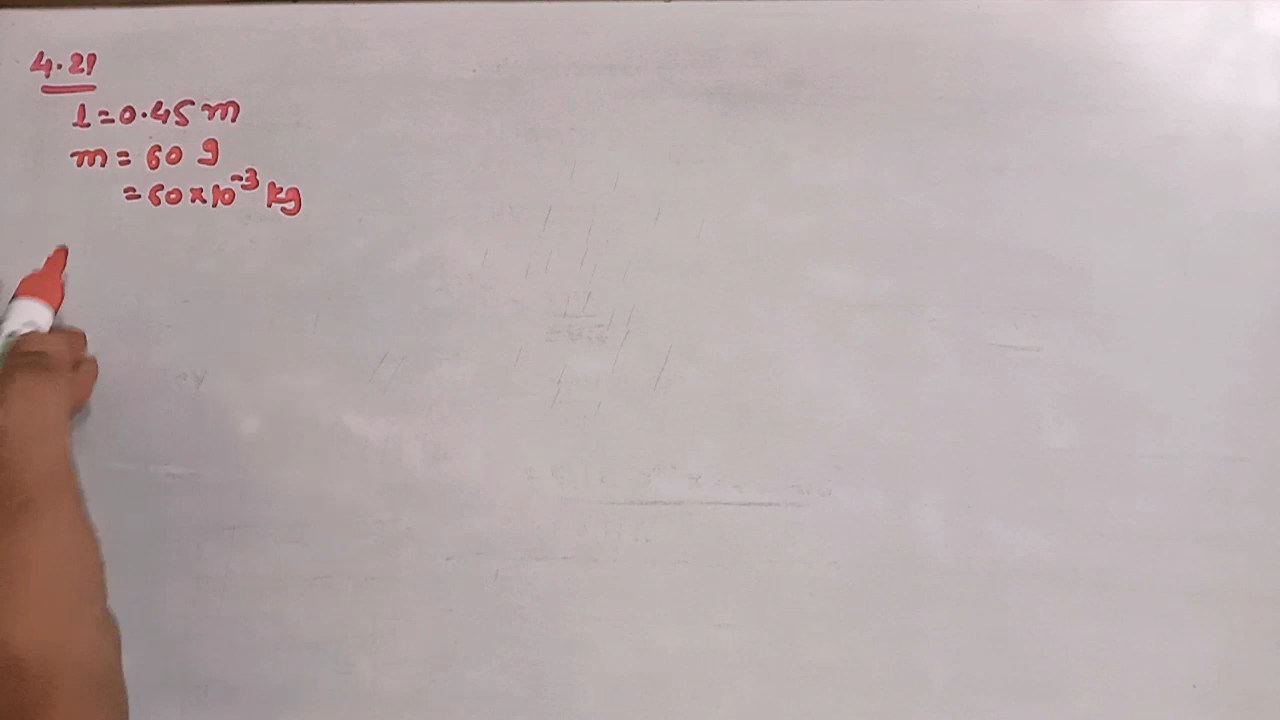 4.21
l=0.45 m
m = 60 g
= 60×10⁻³ kg